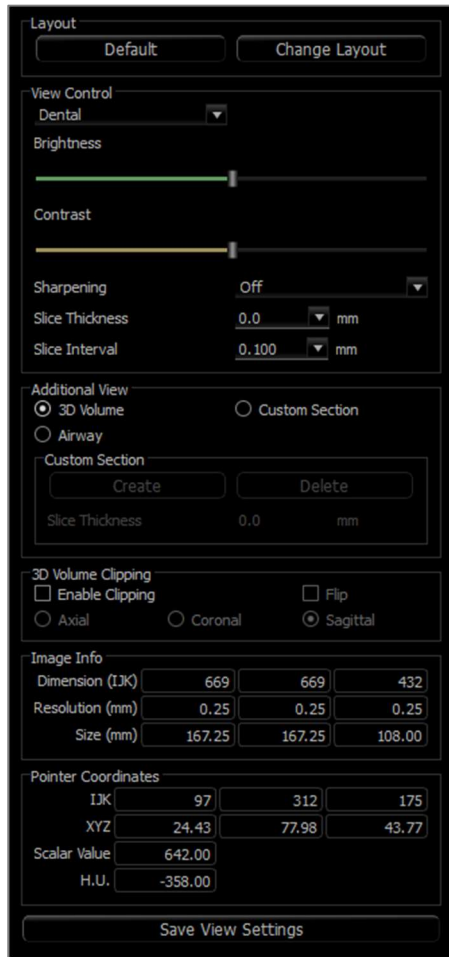 Layout
Default Change Layout
View Control
Dental
Brightness
Contrast
Sharpening Off
Slice Thickness 0.0 mm
Slice Interval 0.100 mm
Additional View
3D Volume Custom Section
Airway
Custom Section
Create Delete
Slice Thickness 0.0 mm
3D Volume Clipping
Enable Clipping Flip
Axial Coronal Sagittal
Image Info
Dimension (IJK) 669 669 432
Resolution (mm) 0.25 0.25 0.25
Size (mm) 167.25 167.25 108.00
Pointer Coordinates
IJK 97 312 175
XYZ 24.43 77.98 43.77
Scalar Value 642.00
H.U. -358.00
Save View Settings